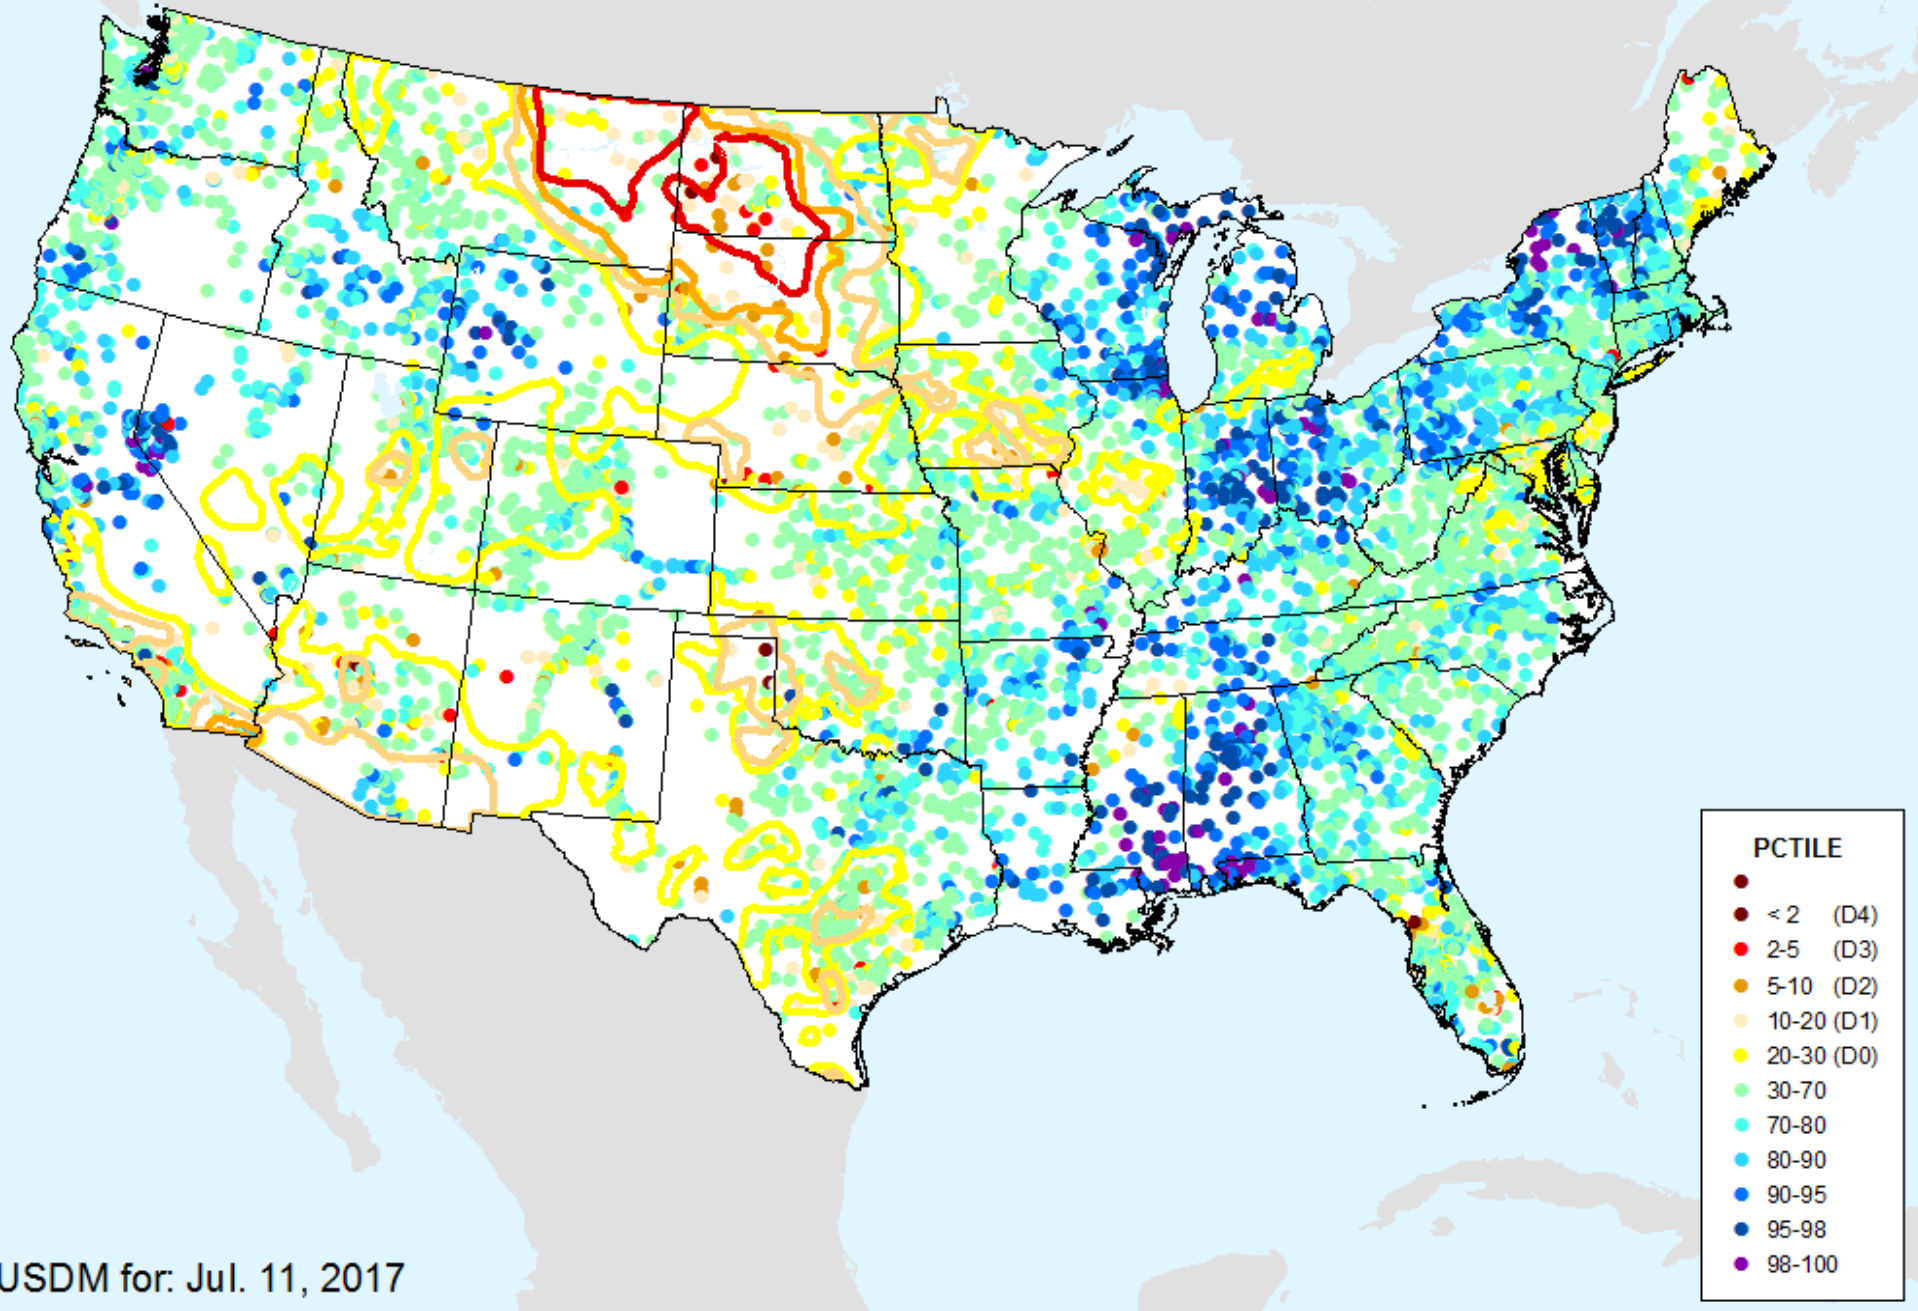 PCTILE
< 2 (D4)
2-5 (D3)
5-10 (D2)
10-20 (D1)
20-30 (D0)
30-70
70-80
80-90
90-95
95-98
98-100
USDM for: Jul. 11, 2017